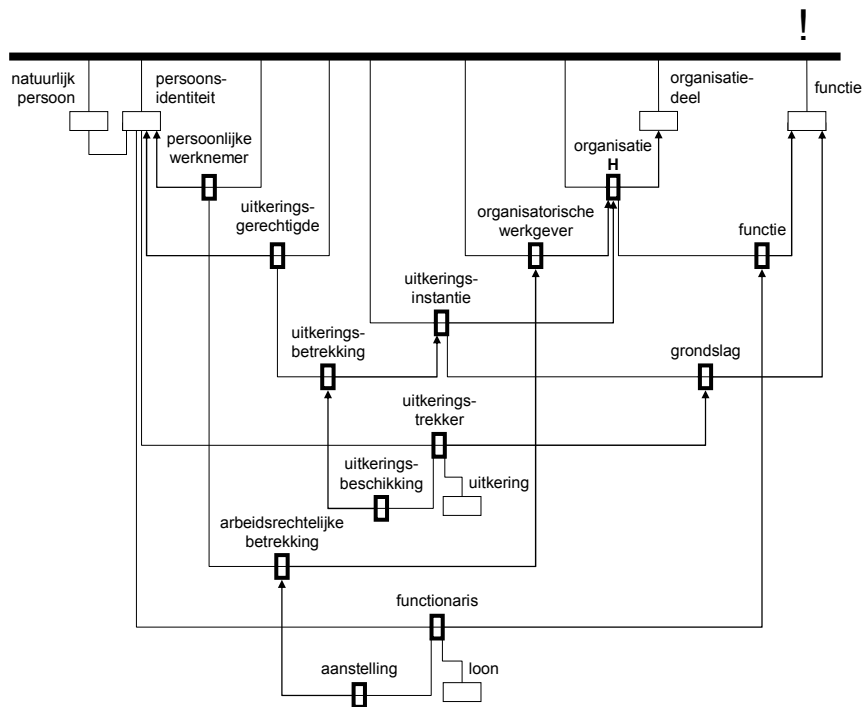 !
natuurlijk
persoon
persoons-
identiteit
organisatie-
deel
functie
persoonlijke
werknemer
organisatie
H
uitkerings-
gerechtigde
organisatorische
werkgever
functie
uitkerings-
instantie
uitkerings-
betrekking
grondslag
uitkerings-
trekker
uitkerings-
beschikking
uitkering
arbeidsrechtelijke
betrekking
functionaris
aanstelling
loon